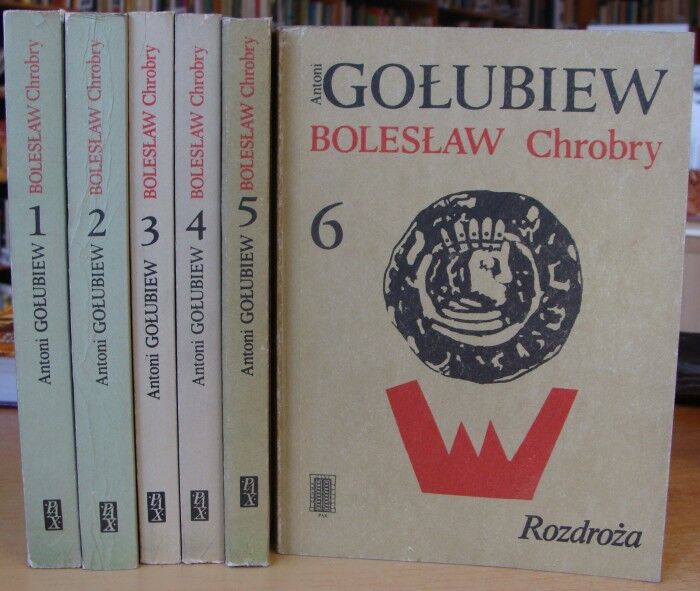 Antoni GOŁUBIEW 1 BOLESŁAW Chrobry
PAX
Antoni GOŁUBIEW 2 BOLESŁAW Chrobry
PAX
Antoni GOŁUBIEW 3 BOLESŁAW Chrobry
PAX
Antoni GOŁUBIEW 4 BOLESŁAW Chrobry
PAX
Antoni GOŁUBIEW 5 BOLESŁAW Chrobry
PAX
Antoni GOŁUBIEW
BOLESŁAW Chrobry
6
PAX
Rozdroża